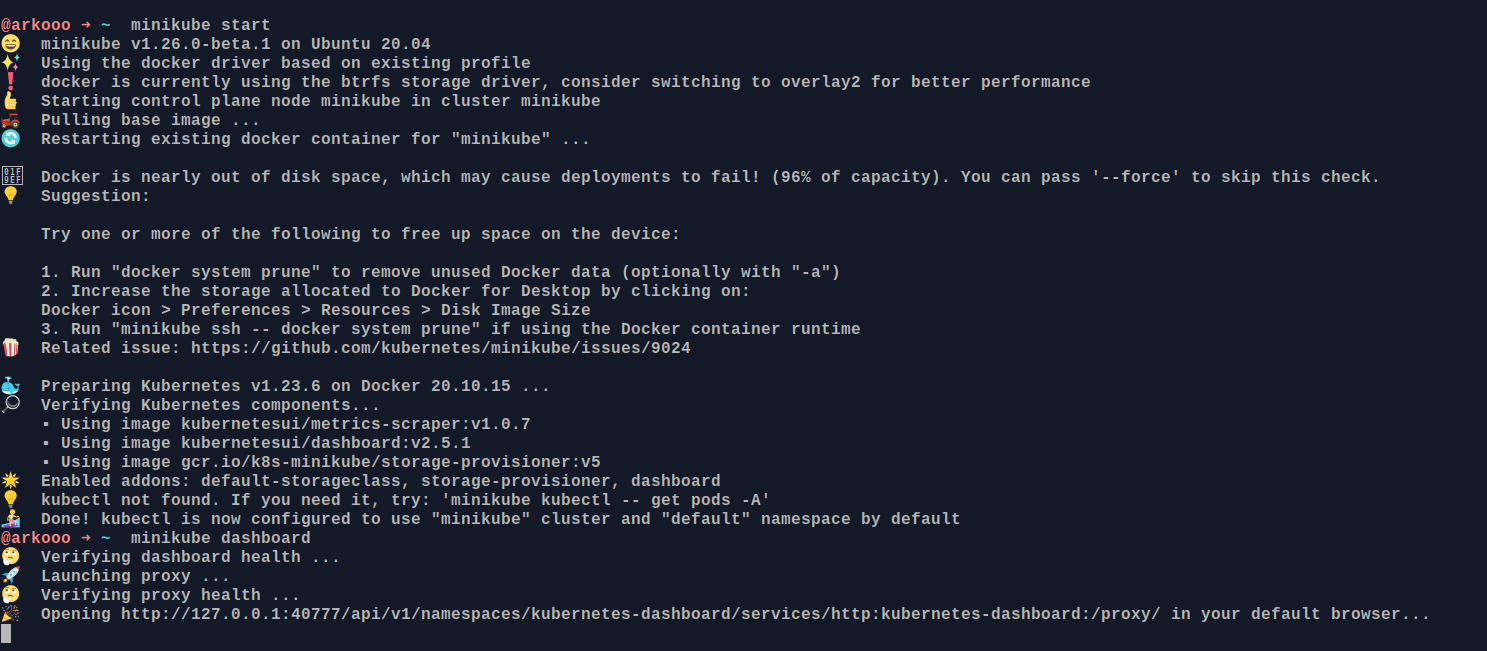 @arkooo → ~ minikube start
😄 minikube v1.26.0-beta.1 on Ubuntu 20.04
✨ Using the docker driver based on existing profile
❗ docker is currently using the btrfs storage driver, consider switching to overlay2 for better performance
👍 Starting control plane node minikube in cluster minikube
🚜 Pulling base image ...
🔄 Restarting existing docker container for "minikube" ...
01F
9EF Docker is nearly out of disk space, which may cause deployments to fail! (96% of capacity). You can pass '--force' to skip this check.
💡 Suggestion:
Try one or more of the following to free up space on the device:
1. Run "docker system prune" to remove unused Docker data (optionally with "-a")
2. Increase the storage allocated to Docker for Desktop by clicking on:
Docker icon > Preferences > Resources > Disk Image Size
3. Run "minikube ssh -- docker system prune" if using the Docker container runtime
🍿 Related issue: https://github.com/kubernetes/minikube/issues/9024
🐳 Preparing Kubernetes v1.23.6 on Docker 20.10.15 ...
🔎 Verifying Kubernetes components...
▪ Using image kubernetesui/metrics-scraper:v1.0.7
▪ Using image kubernetesui/dashboard:v2.5.1
▪ Using image gcr.io/k8s-minikube/storage-provisioner:v5
🌟 Enabled addons: default-storageclass, storage-provisioner, dashboard
💡 kubectl not found. If you need it, try: 'minikube kubectl -- get pods -A'
🏄 Done! kubectl is now configured to use "minikube" cluster and "default" namespace by default
@arkooo → ~ minikube dashboard
🤔 Verifying dashboard health ...
🚀 Launching proxy ...
🤔 Verifying proxy health ...
🎉 Opening http://127.0.0.1:40777/api/v1/namespaces/kubernetes-dashboard/services/http:kubernetes-dashboard:/proxy/ in your default browser...